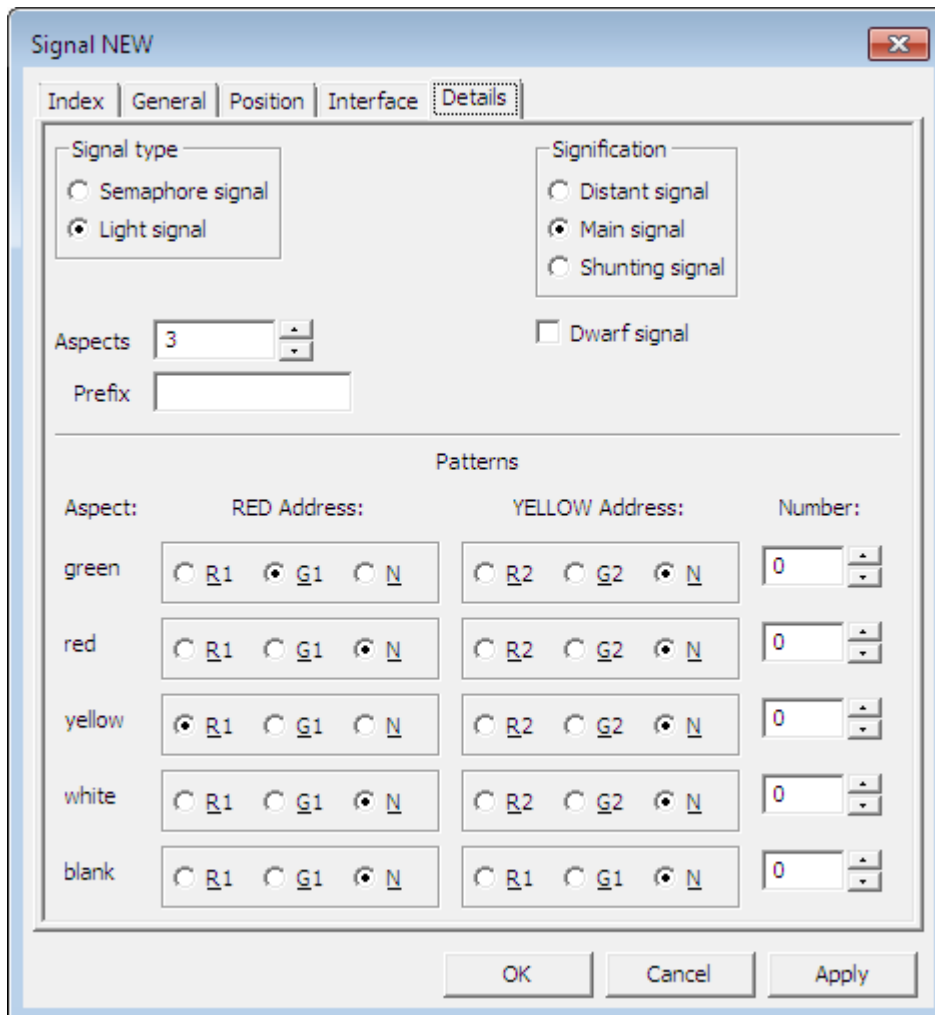 Signal NEW
Index General Position Interface Details
Signal type Signification
Semaphore signal Distant signal
Light signal Main signal
Shunting signal
Aspects 3 Dwarf signal
Prefix
Patterns
Aspect: RED Address: YELLOW Address: Number:
green R1 G1 N R2 G2 N 0
red R1 G1 N R2 G2 N 0
yellow R1 G1 N R2 G2 N 0
white R1 G1 N R2 G2 N 0
blank R1 G1 N R1 G1 N 0
OK Cancel Apply